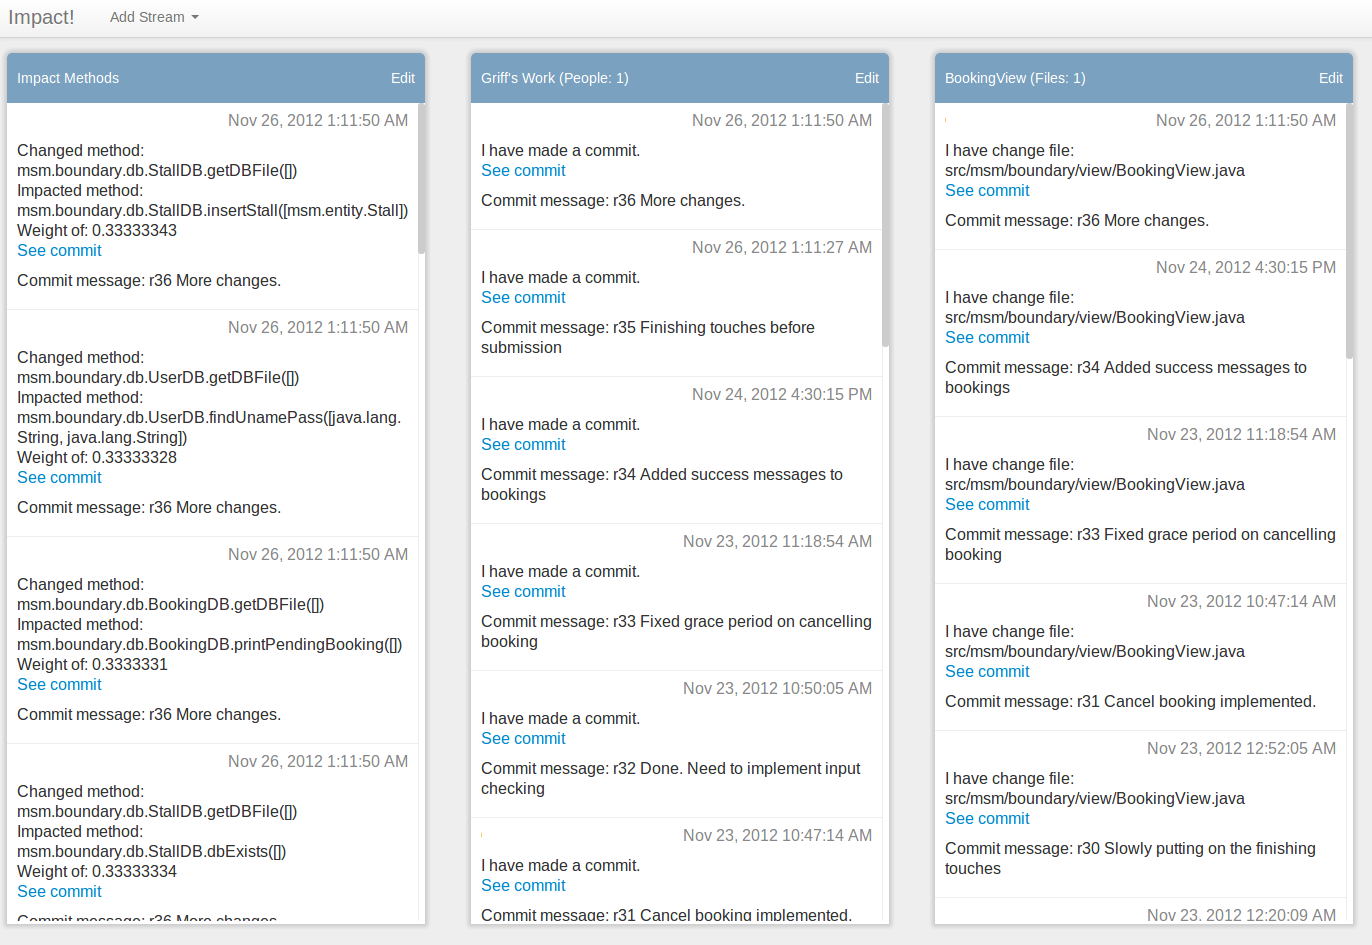 Impact!
Add Stream
Impact Methods
Edit
Nov 26, 2012 1:11:50 AM
Changed method:
msm.boundary.db.StallDB.getDBFile([])
Impacted method:
msm.boundary.db.StallDB.insertStall([msm.entity.Stall])
Weight of: 0.33333343
See commit
Commit message: r36 More changes.
Nov 26, 2012 1:11:50 AM
Changed method:
msm.boundary.db.UserDB.getDBFile([])
Impacted method:
msm.boundary.db.UserDB.findUnamePass([java.lang.
String, java.lang.String])
Weight of: 0.33333328
See commit
Commit message: r36 More changes.
Nov 26, 2012 1:11:50 AM
Changed method:
msm.boundary.db.BookingDB.getDBFile([])
Impacted method:
msm.boundary.db.BookingDB.printPendingBooking([])
Weight of: 0.3333331
See commit
Commit message: r36 More changes.
Nov 26, 2012 1:11:50 AM
Changed method:
msm.boundary.db.StallDB.getDBFile([])
Impacted method:
msm.boundary.db.StallDB.dbExists([])
Weight of: 0.33333334
See commit
Commit message: r36 More changes.
Griff's Work (People: 1)
Edit
Nov 26, 2012 1:11:50 AM
I have made a commit.
See commit
Commit message: r36 More changes.
Nov 26, 2012 1:11:27 AM
I have made a commit.
See commit
Commit message: r35 Finishing touches before
submission
Nov 24, 2012 4:30:15 PM
I have made a commit.
See commit
Commit message: r34 Added success messages to
bookings
Nov 23, 2012 11:18:54 AM
I have made a commit.
See commit
Commit message: r33 Fixed grace period on cancelling
booking
Nov 23, 2012 10:50:05 AM
I have made a commit.
See commit
Commit message: r32 Done. Need to implement input
checking
Nov 23, 2012 10:47:14 AM
I have made a commit.
See commit
Commit message: r31 Cancel booking implemented.
BookingView (Files: 1)
Edit
Nov 26, 2012 1:11:50 AM
I have change file:
src/msm/boundary/view/BookingView.java
See commit
Commit message: r36 More changes.
Nov 24, 2012 4:30:15 PM
I have change file:
src/msm/boundary/view/BookingView.java
See commit
Commit message: r34 Added success messages to
bookings
Nov 23, 2012 11:18:54 AM
I have change file:
src/msm/boundary/view/BookingView.java
See commit
Commit message: r33 Fixed grace period on cancelling
booking
Nov 23, 2012 10:47:14 AM
I have change file:
src/msm/boundary/view/BookingView.java
See commit
Commit message: r31 Cancel booking implemented.
Nov 23, 2012 12:52:05 AM
I have change file:
src/msm/boundary/view/BookingView.java
See commit
Commit message: r30 Slowly putting on the finishing
touches
Nov 23, 2012 12:20:09 AM